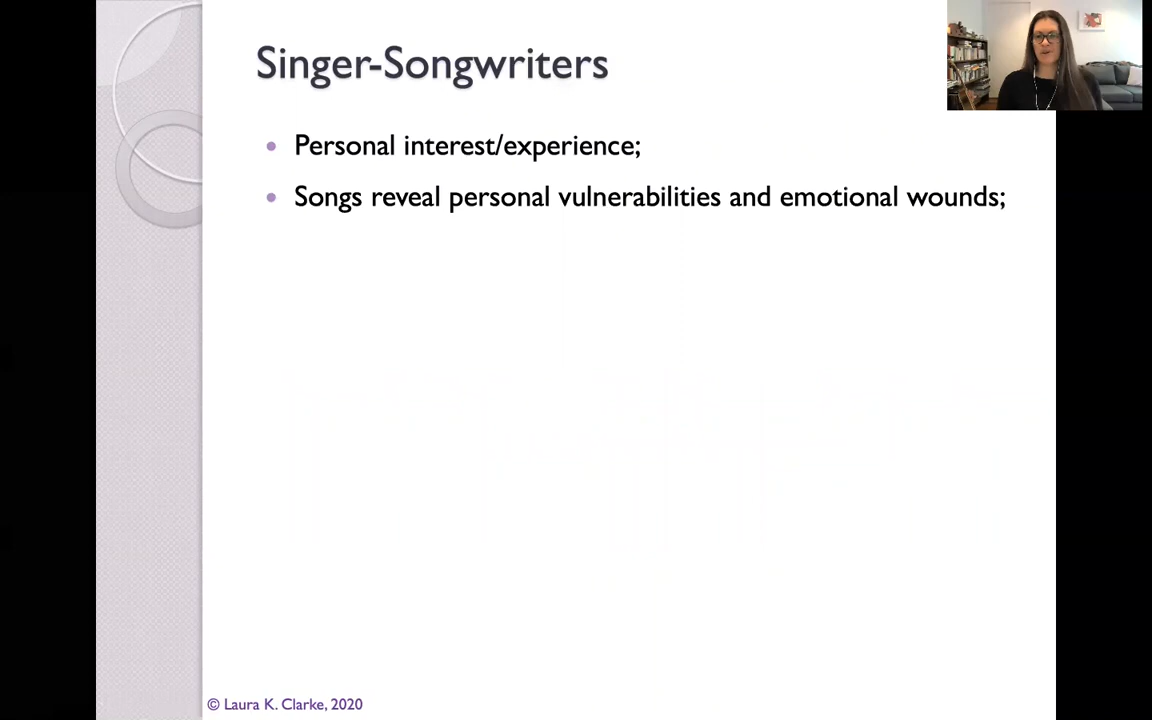 Singer-Songwriters
Personal interest/experience;
Songs reveal personal vulnerabilities and emotional wounds;
© Laura K. Clarke, 2020